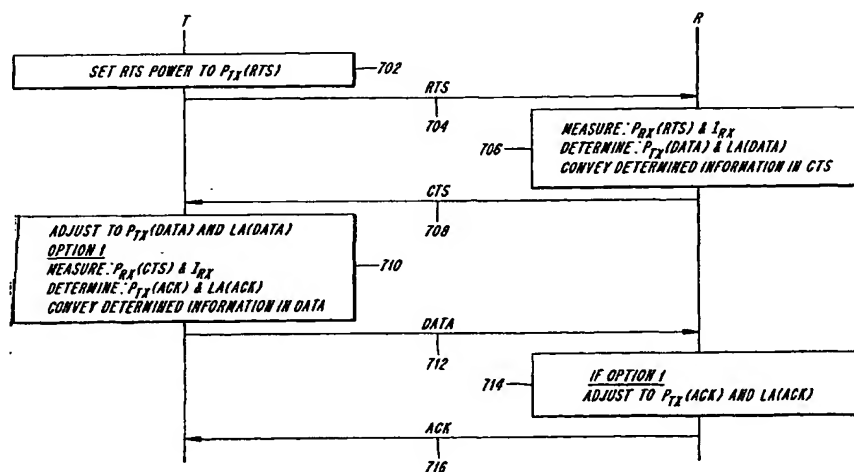 T
R
SET RTS POWER TO P_TX(RTS)
702
RTS
704
MEASURE: P_RX(RTS) & I_RX
DETERMINE: P_TX(DATA) & LA(DATA)
CONVEY DETERMINED INFORMATION IN CTS
706
CTS
708
ADJUST TO P_TX(DATA) AND LA(DATA)
OPTION 1
MEASURE: P_RX(CTS) & I_RX
DETERMINE: P_TX(ACK) & LA(ACK)
CONVEY DETERMINED INFORMATION IN DATA
710
DATA
712
IF OPTION 1
ADJUST TO P_TX(ACK) AND LA(ACK)
714
ACK
716